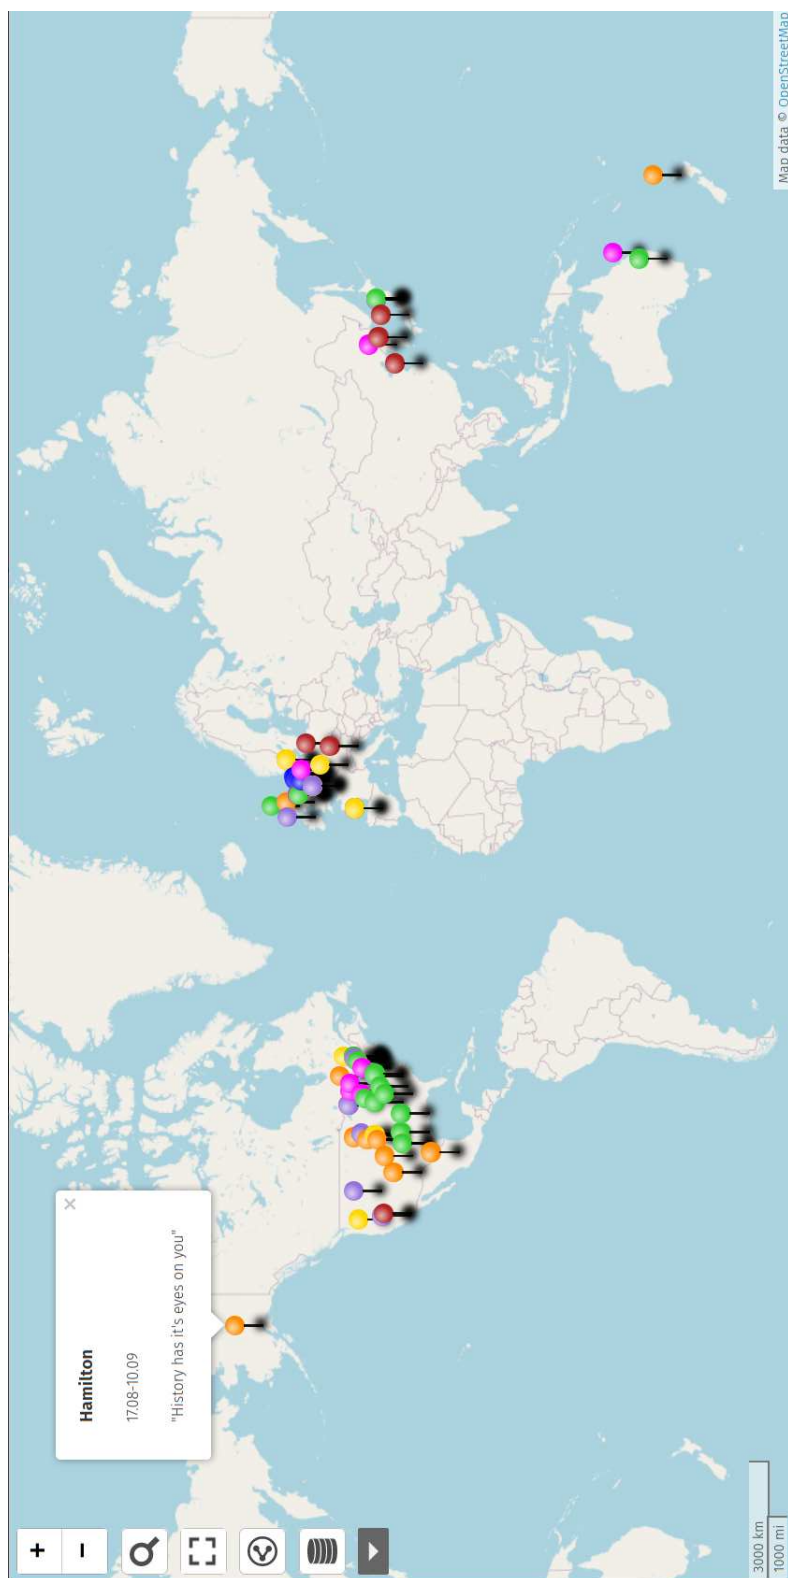 +
−
×
Hamilton
17.08-10.09
"History has it's eyes on you"
3000 km
1000 mi
Map data © OpenStreetMap